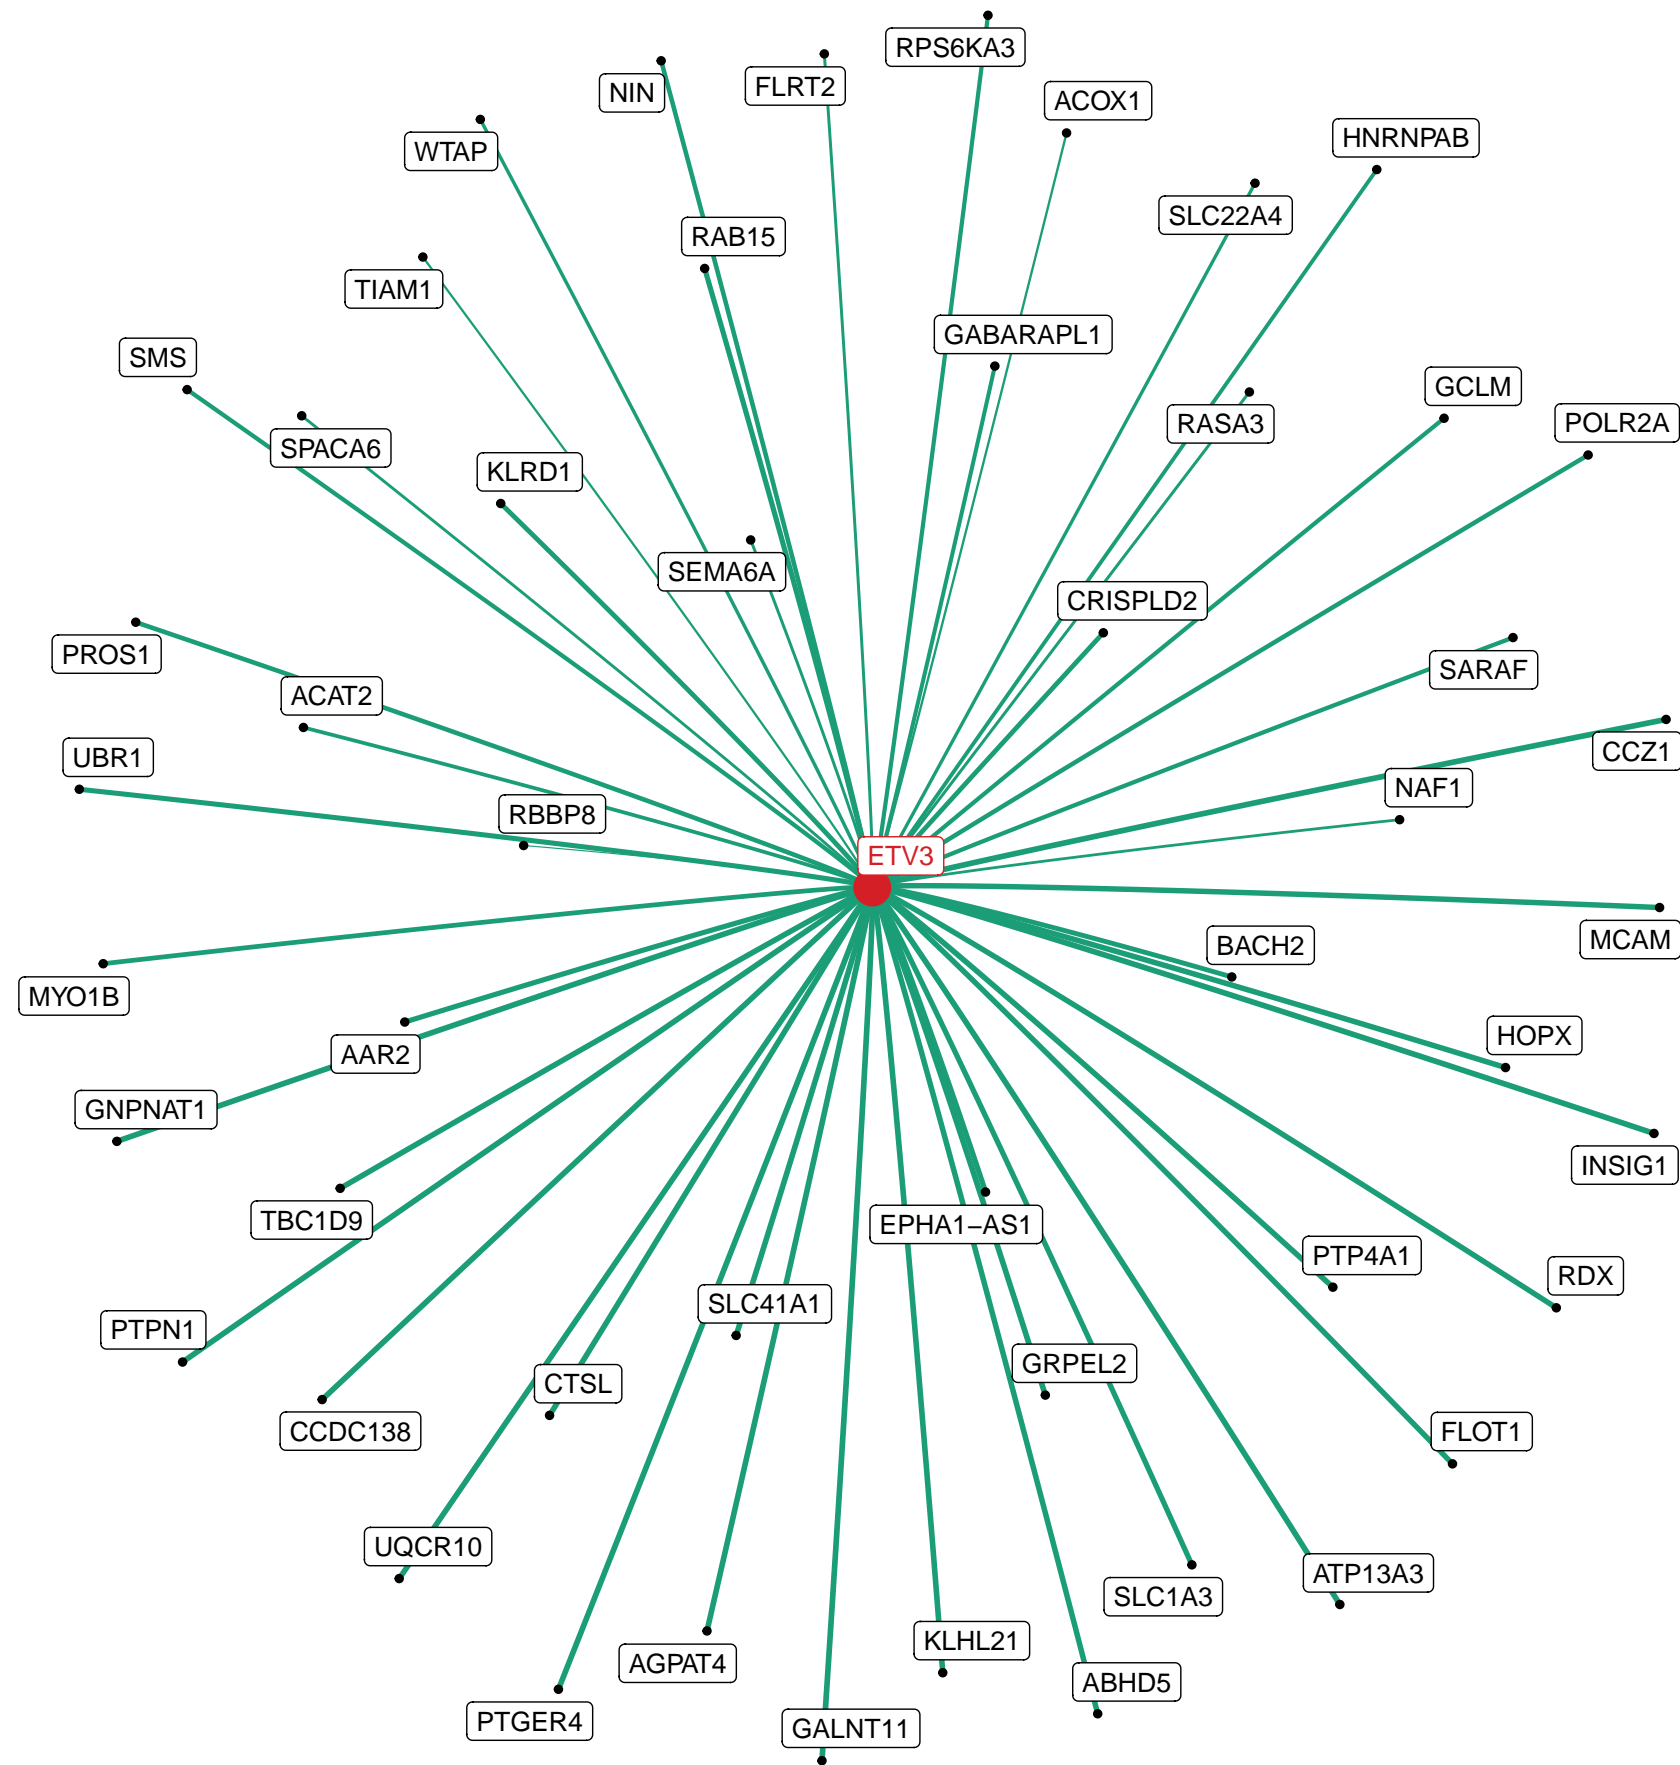 RPS6KA3
FLRT2
NIN
ACOX1
HNRNPAB
WTAP
SLC22A4
RAB15
TIAM1
GABARAPL1
SMS
GCLM
POLR2A
RASA3
SPACA6
KLRD1
SEMA6A
CRISPLD2
PROS1
SARAF
ACAT2
CCZ1
UBR1
NAF1
RBBP8
ETV3
MCAM
BACH2
MYO1B
HOPX
AAR2
GNPNAT1
INSIG1
TBC1D9
EPHA1–AS1
PTP4A1
RDX
SLC41A1
PTPN1
GRPEL2
CTSL
CCDC138
FLOT1
UQCR10
ATP13A3
SLC1A3
KLHL21
AGPAT4
ABHD5
PTGER4
GALNT11